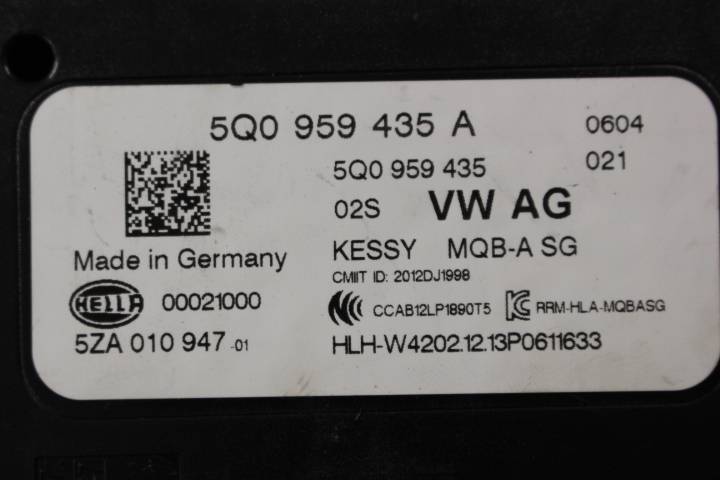 5Q0 959 435 A 0604
5Q0 959 435 021
02S VW AG
Made in Germany KESSY MQB-A SG
CMIIT ID: 2012DJ1998
HELLA 00021000 CCAB12LP1890T5 RRM-HLA-MQBASG
5ZA 010 947 -01 HLH-W4202.12.13P0611633